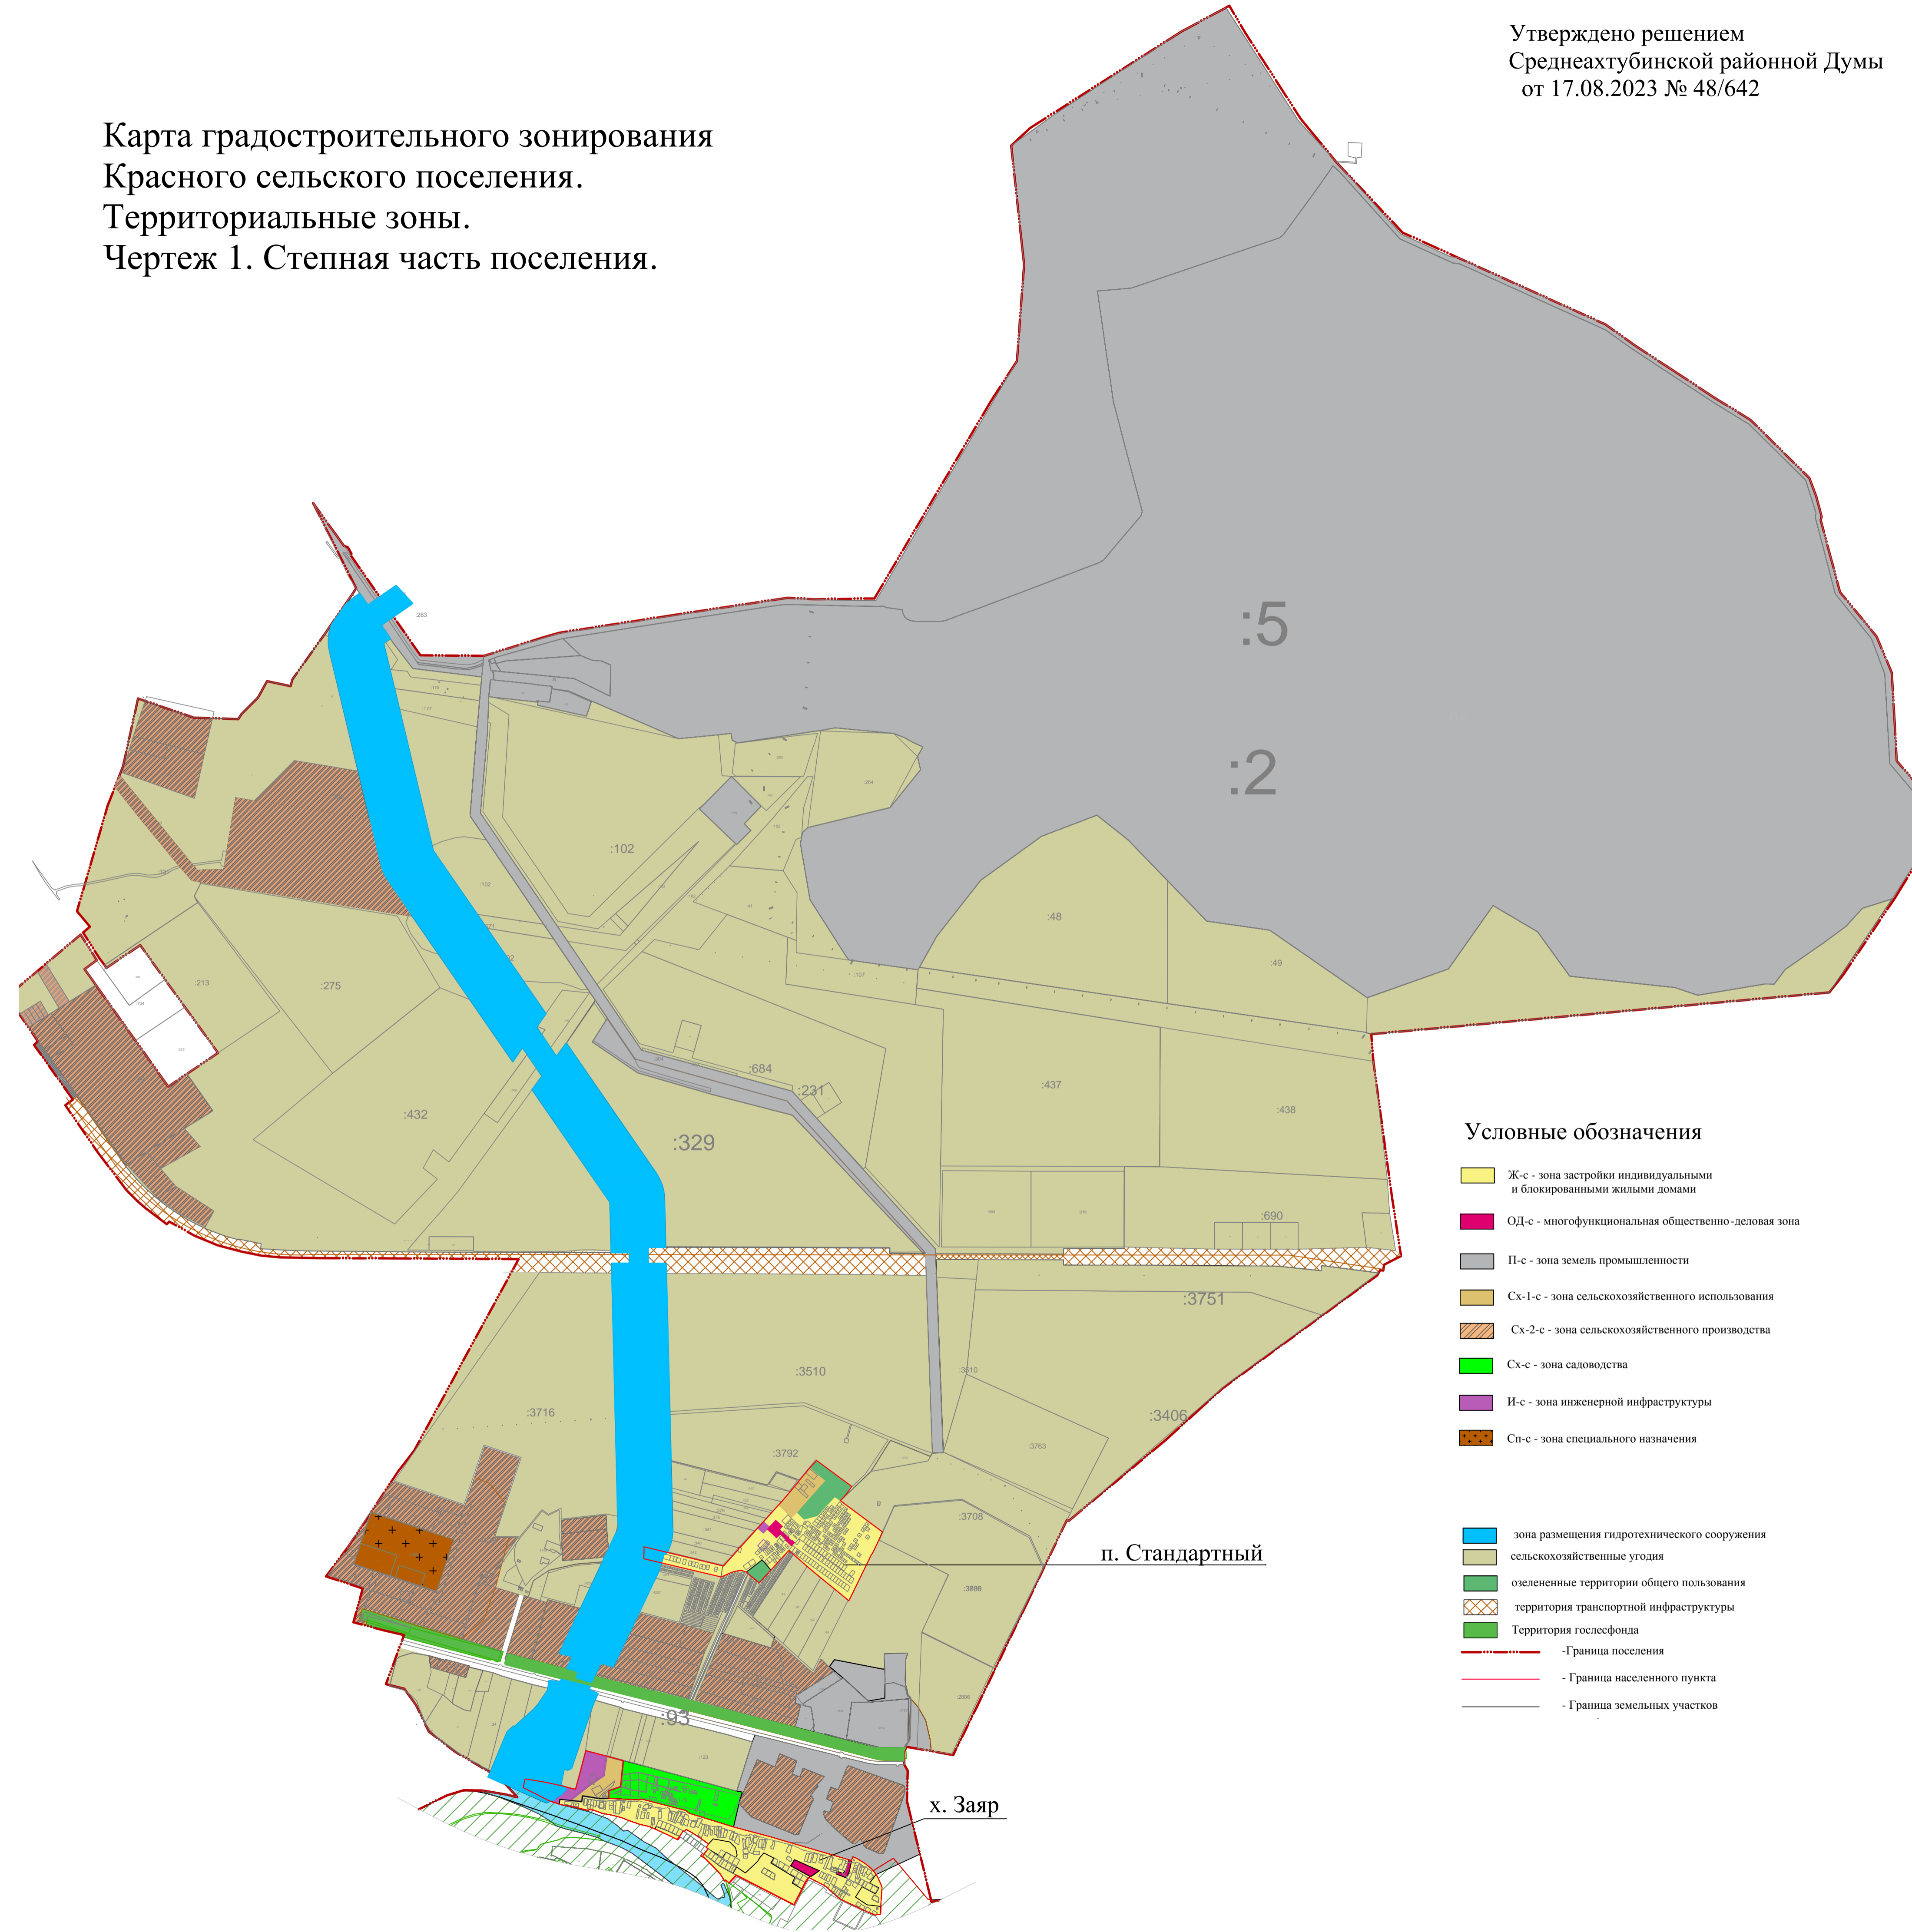 Утверждено решением
Среднеахтубинской районной Думы
от 17.08.2023 № 48/642
Карта градостроительного зонирования
Красного сельского поселения.
Территориальные зоны.
Чертеж 1. Степная часть поселения.
:5
:263
:2
:102
:102
:48
:49
:107
:213
:275
:684
:231
:437
:438
:432
:329
:690
:3751
:3510
:3510
:3716
:3406
:3792
:3763
:3708
п. Стандартный
:93
х. Заяр
Условные обозначения
Ж-с - зона застройки индивидуальными
и блокированными жилыми домами
ОД-с - многофункциональная общественно-деловая зона
П-с - зона земель промышленности
Сх-1-с - зона сельскохозяйственного использования
Сх-2-с - зона сельскохозяйственного производства
Сх-с - зона садоводства
И-с - зона инженерной инфраструктуры
Сп-с - зона специального назначения
зона размещения гидротехнического сооружения
сельскохозяйственные угодия
озелененные территории общего пользования
территория транспортной инфраструктуры
Территория гослесфонда
-Граница поселения
- Граница населенного пункта
- Граница земельных участков